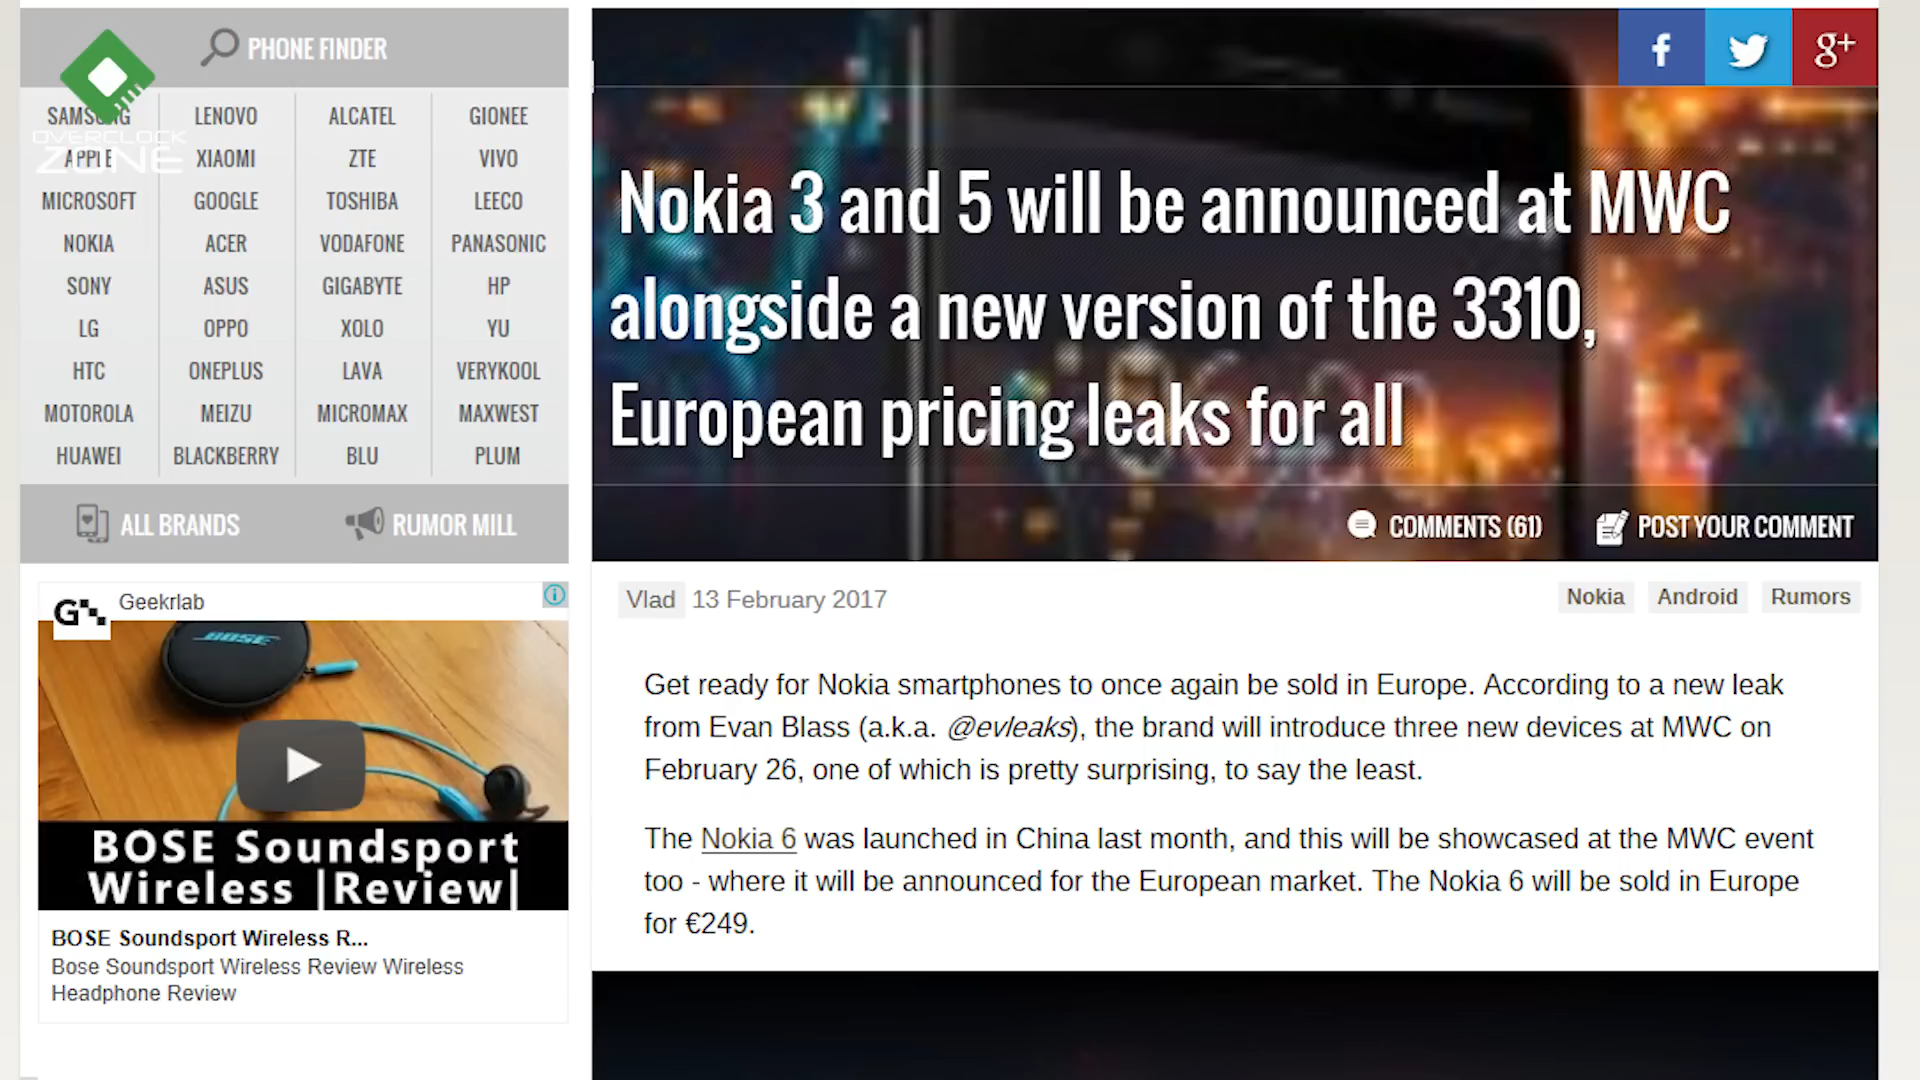 PHONE FINDER
SAMSUNG LENOVO ALCATEL GIONEE
APPLE XIAOMI ZTE VIVO
MICROSOFT GOOGLE TOSHIBA LEECO
NOKIA ACER VODAFONE PANASONIC
SONY ASUS GIGABYTE HP
LG OPPO XOLO YU
HTC ONEPLUS LAVA VERYKOOL
MOTOROLA MEIZU MICROMAX MAXWEST
HUAWEI BLACKBERRY BLU PLUM
OVERCLOCK
ZONE
ALL BRANDS RUMOR MILL
Geekrlab
BOSE
BOSE Soundsport
Wireless |Review|
BOSE Soundsport Wireless R...
Bose Soundsport Wireless Review Wireless
Headphone Review
f g+
Nokia 3 and 5 will be announced at MWC
alongside a new version of the 3310,
European pricing leaks for all
COMMENTS (61) POST YOUR COMMENT
Vlad 13 February 2017 Nokia Android Rumors
Get ready for Nokia smartphones to once again be sold in Europe. According to a new leak
from Evan Blass (a.k.a. @evleaks), the brand will introduce three new devices at MWC on
February 26, one of which is pretty surprising, to say the least.
The Nokia 6 was launched in China last month, and this will be showcased at the MWC event
too - where it will be announced for the European market. The Nokia 6 will be sold in Europe
for €249.